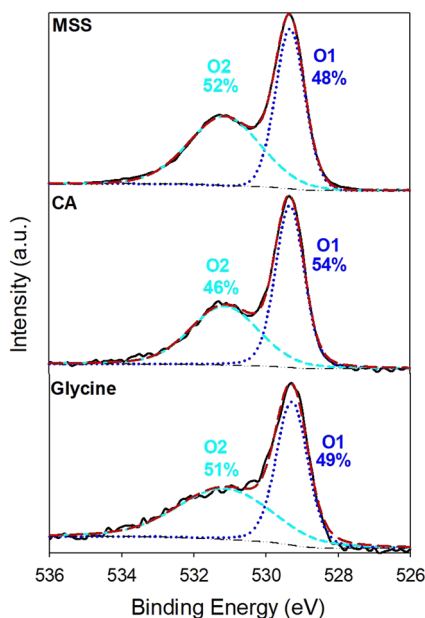 MSS
O2
52%
O1
48%
CA
O2
46%
O1
54%
Glycine
O2
51%
O1
49%
Intensity (a.u.)
536 534 532 530 528 526
Binding Energy (eV)